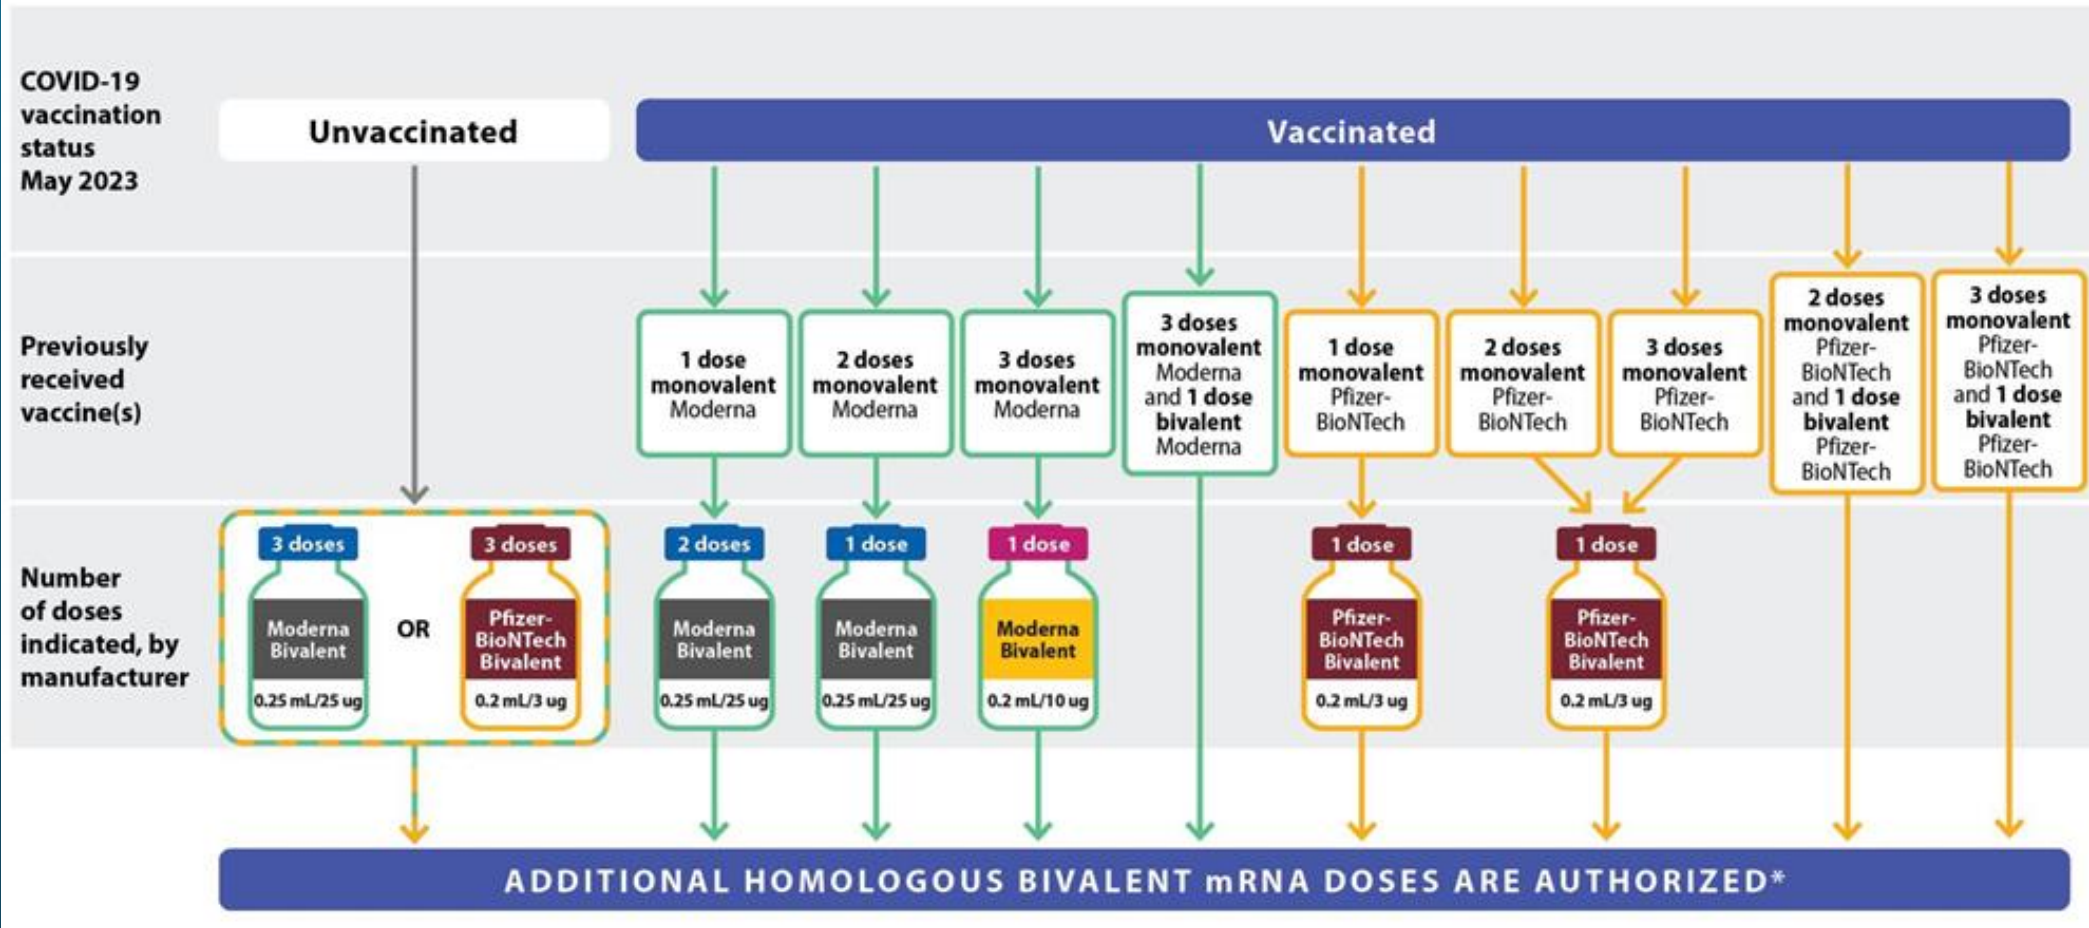 COVID-19
vaccination
status
May 2023
Unvaccinated
Vaccinated
Previously
received
vaccine(s)
1 dose
monovalent
Moderna
2 doses
monovalent
Moderna
3 doses
monovalent
Moderna
3 doses
monovalent
Moderna
and 1 dose
bivalent
Moderna
1 dose
monovalent
Pfizer-
BioNTech
2 doses
monovalent
Pfizer-
BioNTech
3 doses
monovalent
Pfizer-
BioNTech
2 doses
monovalent
Pfizer-
BioNTech
and 1 dose
bivalent
Pfizer-
BioNTech
3 doses
monovalent
Pfizer-
BioNTech
and 1 dose
bivalent
Pfizer-
BioNTech
Number
of doses
indicated, by
manufacturer
3 doses
Moderna
Bivalent
0.25 mL/25 ug
OR
3 doses
Pfizer-
BioNTech
Bivalent
0.2 mL/3 ug
2 doses
Moderna
Bivalent
0.25 mL/25 ug
1 dose
Moderna
Bivalent
0.25 mL/25 ug
1 dose
Moderna
Bivalent
0.2 mL/10 ug
1 dose
Pfizer-
BioNTech
Bivalent
0.2 mL/3 ug
1 dose
Pfizer-
BioNTech
Bivalent
0.2 mL/3 ug
ADDITIONAL HOMOLOGOUS BIVALENT mRNA DOSES ARE AUTHORIZED*